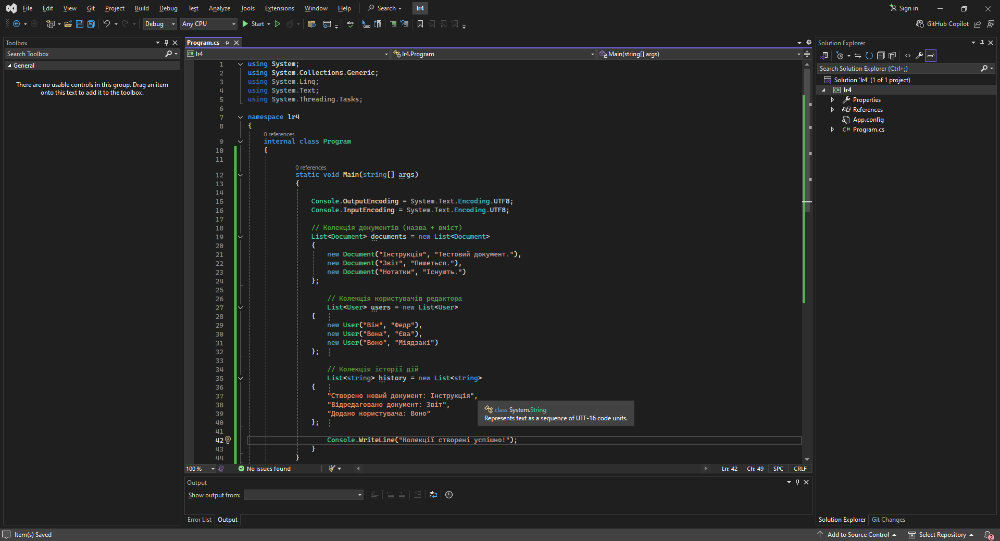 File Edit View Git Project Build Debug Test Analyze Tools Extensions Window Help Search lr4 Sign in
Debug Any CPU Start GitHub Copilot
Toolbox
Search Toolbox
General
There are no usable controls in this group. Drag an item
onto this text to add it to the toolbox.
Program.cs
lr4 lr4.Program Main(string[] args)
1 using System;
2 using System.Collections.Generic;
3 using System.Linq;
4 using System.Text;
5 using System.Threading.Tasks;
6
7 namespace lr4
8 {
0 references
9 internal class Program
10 {
11
0 references
12 static void Main(string[] args)
13 {
14
15 Console.OutputEncoding = System.Text.Encoding.UTF8;
16 Console.InputEncoding = System.Text.Encoding.UTF8;
17
18 // Колекція документів (назва + вміст)
19 List<Document> documents = new List<Document>
20 {
21 new Document("Інструкція", "Тестовий документ."),
22 new Document("Звіт", "Пишеться."),
23 new Document("Нотатки", "Існують.")
24 };
25
26 // Колекція користувачів редактора
27 List<User> users = new List<User>
28 {
29 new User("Він", "Федр"),
30 new User("Вона", "Єва"),
31 new User("Воно", "Міядзакі")
32 };
33
34 // Колекція історії дій
35 List<string> history = new List<string>
36 {
37 "Створено новий документ: Інструкція",
38 "Відредаговано документ: Звіт",
39 "Додано користувача: Воно"
40 };
41
42 Console.WriteLine("Колекції створені успішно!");
43 }
44 }
class System.String
Represents text as a sequence of UTF-16 code units.
100 % No issues found Ln: 42 Ch: 49 SPC CRLF
Output
Show output from:
Error List Output
Solution Explorer
Search Solution Explorer (Ctrl+;)
Solution 'lr4' (1 of 1 project)
lr4
Properties
References
App.config
C# Program.cs
Solution Explorer Git Changes
Item(s) Saved Add to Source Control Select Repository 2